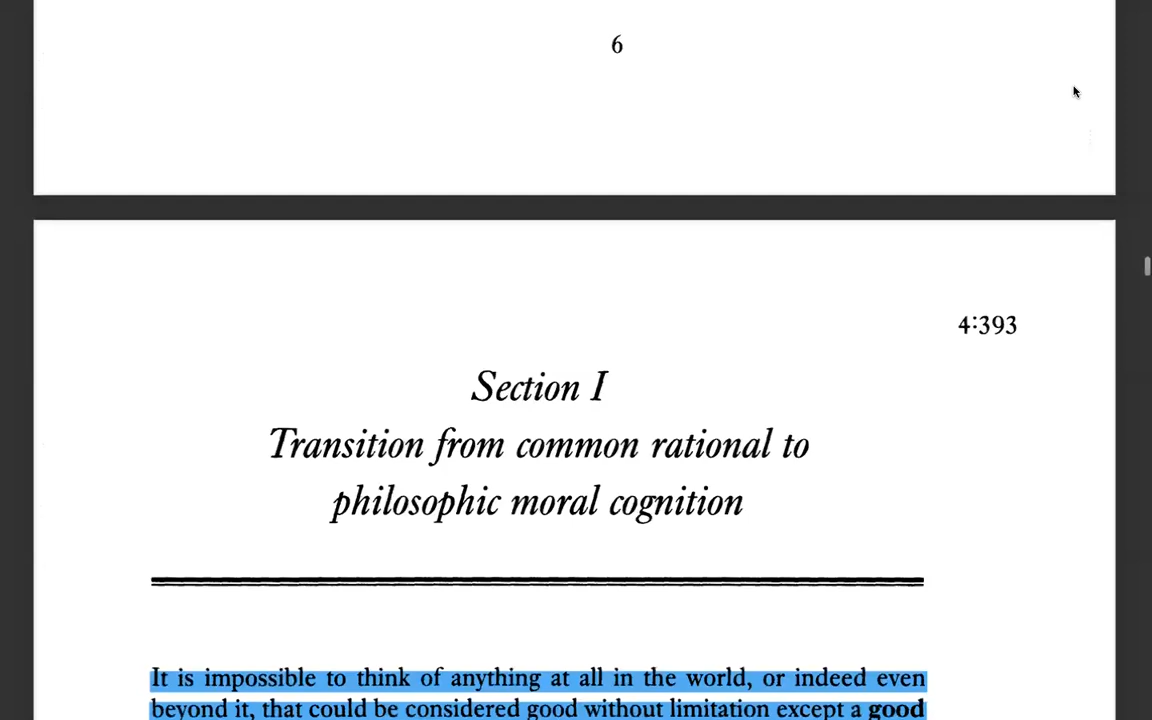 6
4:393
Section I
Transition from common rational to
philosophic moral cognition
It is impossible to think of anything at all in the world, or indeed even
beyond it, that could be considered good without limitation except a good